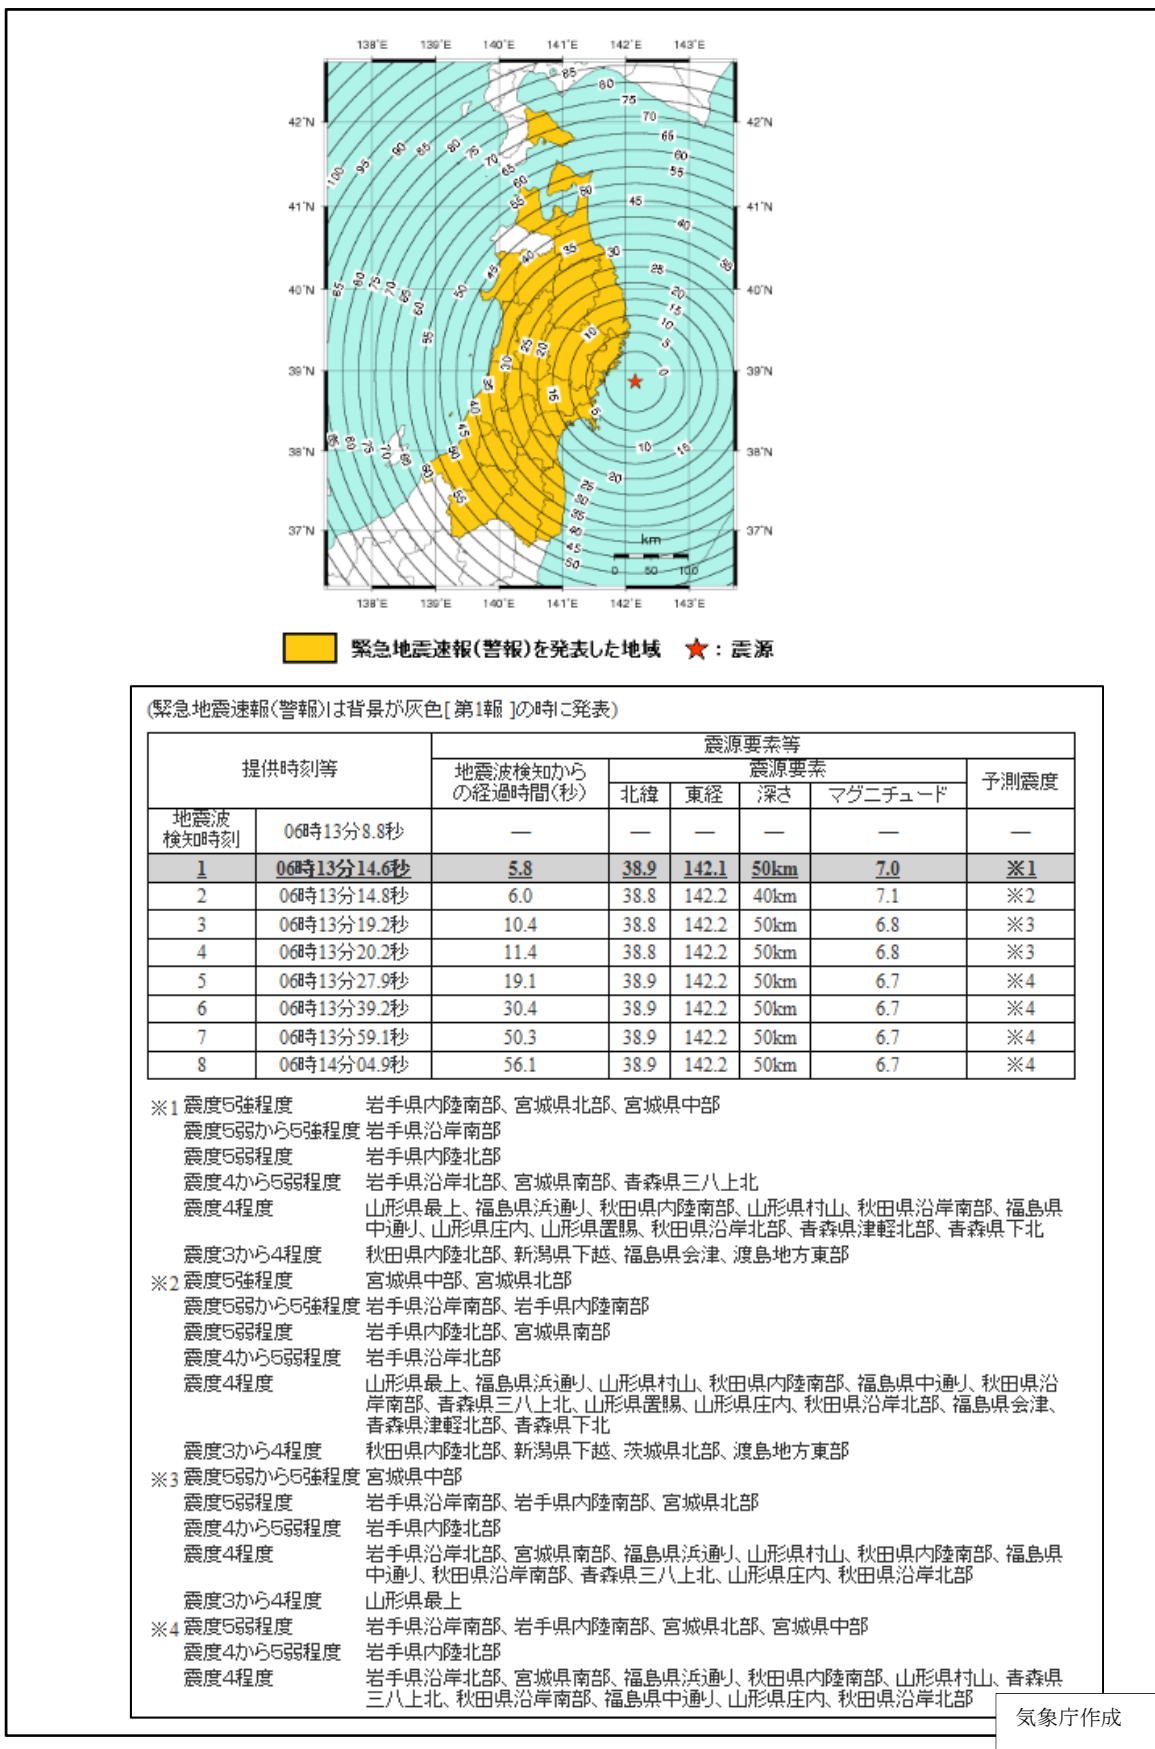 138°E 139°E 140°E 141°E 142°E 143°E
42°N 42°N
41°N 41°N
40°N 40°N
39°N 39°N
38°N 38°N
37°N 37°N
km
0 50 100
138°E 139°E 140°E 141°E 142°E 143°E
緊急地震速報(警報)を発表した地域 ★:震源
(緊急地震速報(警報)は背景が灰色[ 第1報 ]の時に発表)
提供時刻等 震源要素等
地震波検知からの経過時間(秒) 震源要素 予測震度
北緯 東経 深さ マグニチュード
地震波検知時刻 06時13分8.8秒 — — — — — —
1 06時13分14.6秒 5.8 38.9 142.1 50km 7.0 ※1
2 06時13分14.8秒 6.0 38.8 142.2 40km 7.1 ※2
3 06時13分19.2秒 10.4 38.8 142.2 50km 6.8 ※3
4 06時13分20.2秒 11.4 38.8 142.2 50km 6.8 ※3
5 06時13分27.9秒 19.1 38.9 142.2 50km 6.7 ※4
6 06時13分39.2秒 30.4 38.9 142.2 50km 6.7 ※4
7 06時13分59.1秒 50.3 38.9 142.2 50km 6.7 ※4
8 06時14分04.9秒 56.1 38.9 142.2 50km 6.7 ※4
※1 震度5強程度 岩手県内陸南部、宮城県北部、宮城県中部
震度5弱から5強程度 岩手県沿岸南部
震度5弱程度 岩手県内陸北部
震度4から5弱程度 岩手県沿岸北部、宮城県南部、青森県三八上北
震度4程度 山形県最上、福島県浜通り、秋田県内陸南部、山形県村山、秋田県沿岸南部、福島県
中通り、山形県庄内、山形県置賜、秋田県沿岸北部、青森県津軽北部、青森県下北
震度3から4程度 秋田県内陸北部、新潟県下越、福島県会津、渡島地方東部
※2 震度5強程度 宮城県中部、宮城県北部
震度5弱から5強程度 岩手県沿岸南部、岩手県内陸南部
震度5弱程度 岩手県内陸北部、宮城県南部
震度4から5弱程度 岩手県沿岸北部
震度4程度 山形県最上、福島県浜通り、山形県村山、秋田県内陸南部、福島県中通り、秋田県沿
岸南部、青森県三八上北、山形県置賜、山形県庄内、秋田県沿岸北部、福島県会津、
青森県津軽北部、青森県下北
震度3から4程度 秋田県内陸北部、新潟県下越、茨城県北部、渡島地方東部
※3 震度5弱から5強程度 宮城県中部
震度5弱程度 岩手県沿岸南部、岩手県内陸南部、宮城県北部
震度4から5弱程度 岩手県内陸北部
震度4程度 岩手県沿岸北部、宮城県南部、福島県浜通り、山形県村山、秋田県内陸南部、福島県
中通り、秋田県沿岸南部、青森県三八上北、山形県庄内、秋田県沿岸北部
震度3から4程度 山形県最上
※4 震度5弱程度 岩手県沿岸南部、岩手県内陸南部、宮城県北部、宮城県中部
震度4から5弱程度 岩手県内陸北部
震度4程度 岩手県沿岸北部、宮城県南部、福島県浜通り、秋田県内陸南部、山形県村山、青森県
三八上北、秋田県沿岸南部、福島県中通り、山形県庄内、秋田県沿岸北部
気象庁作成